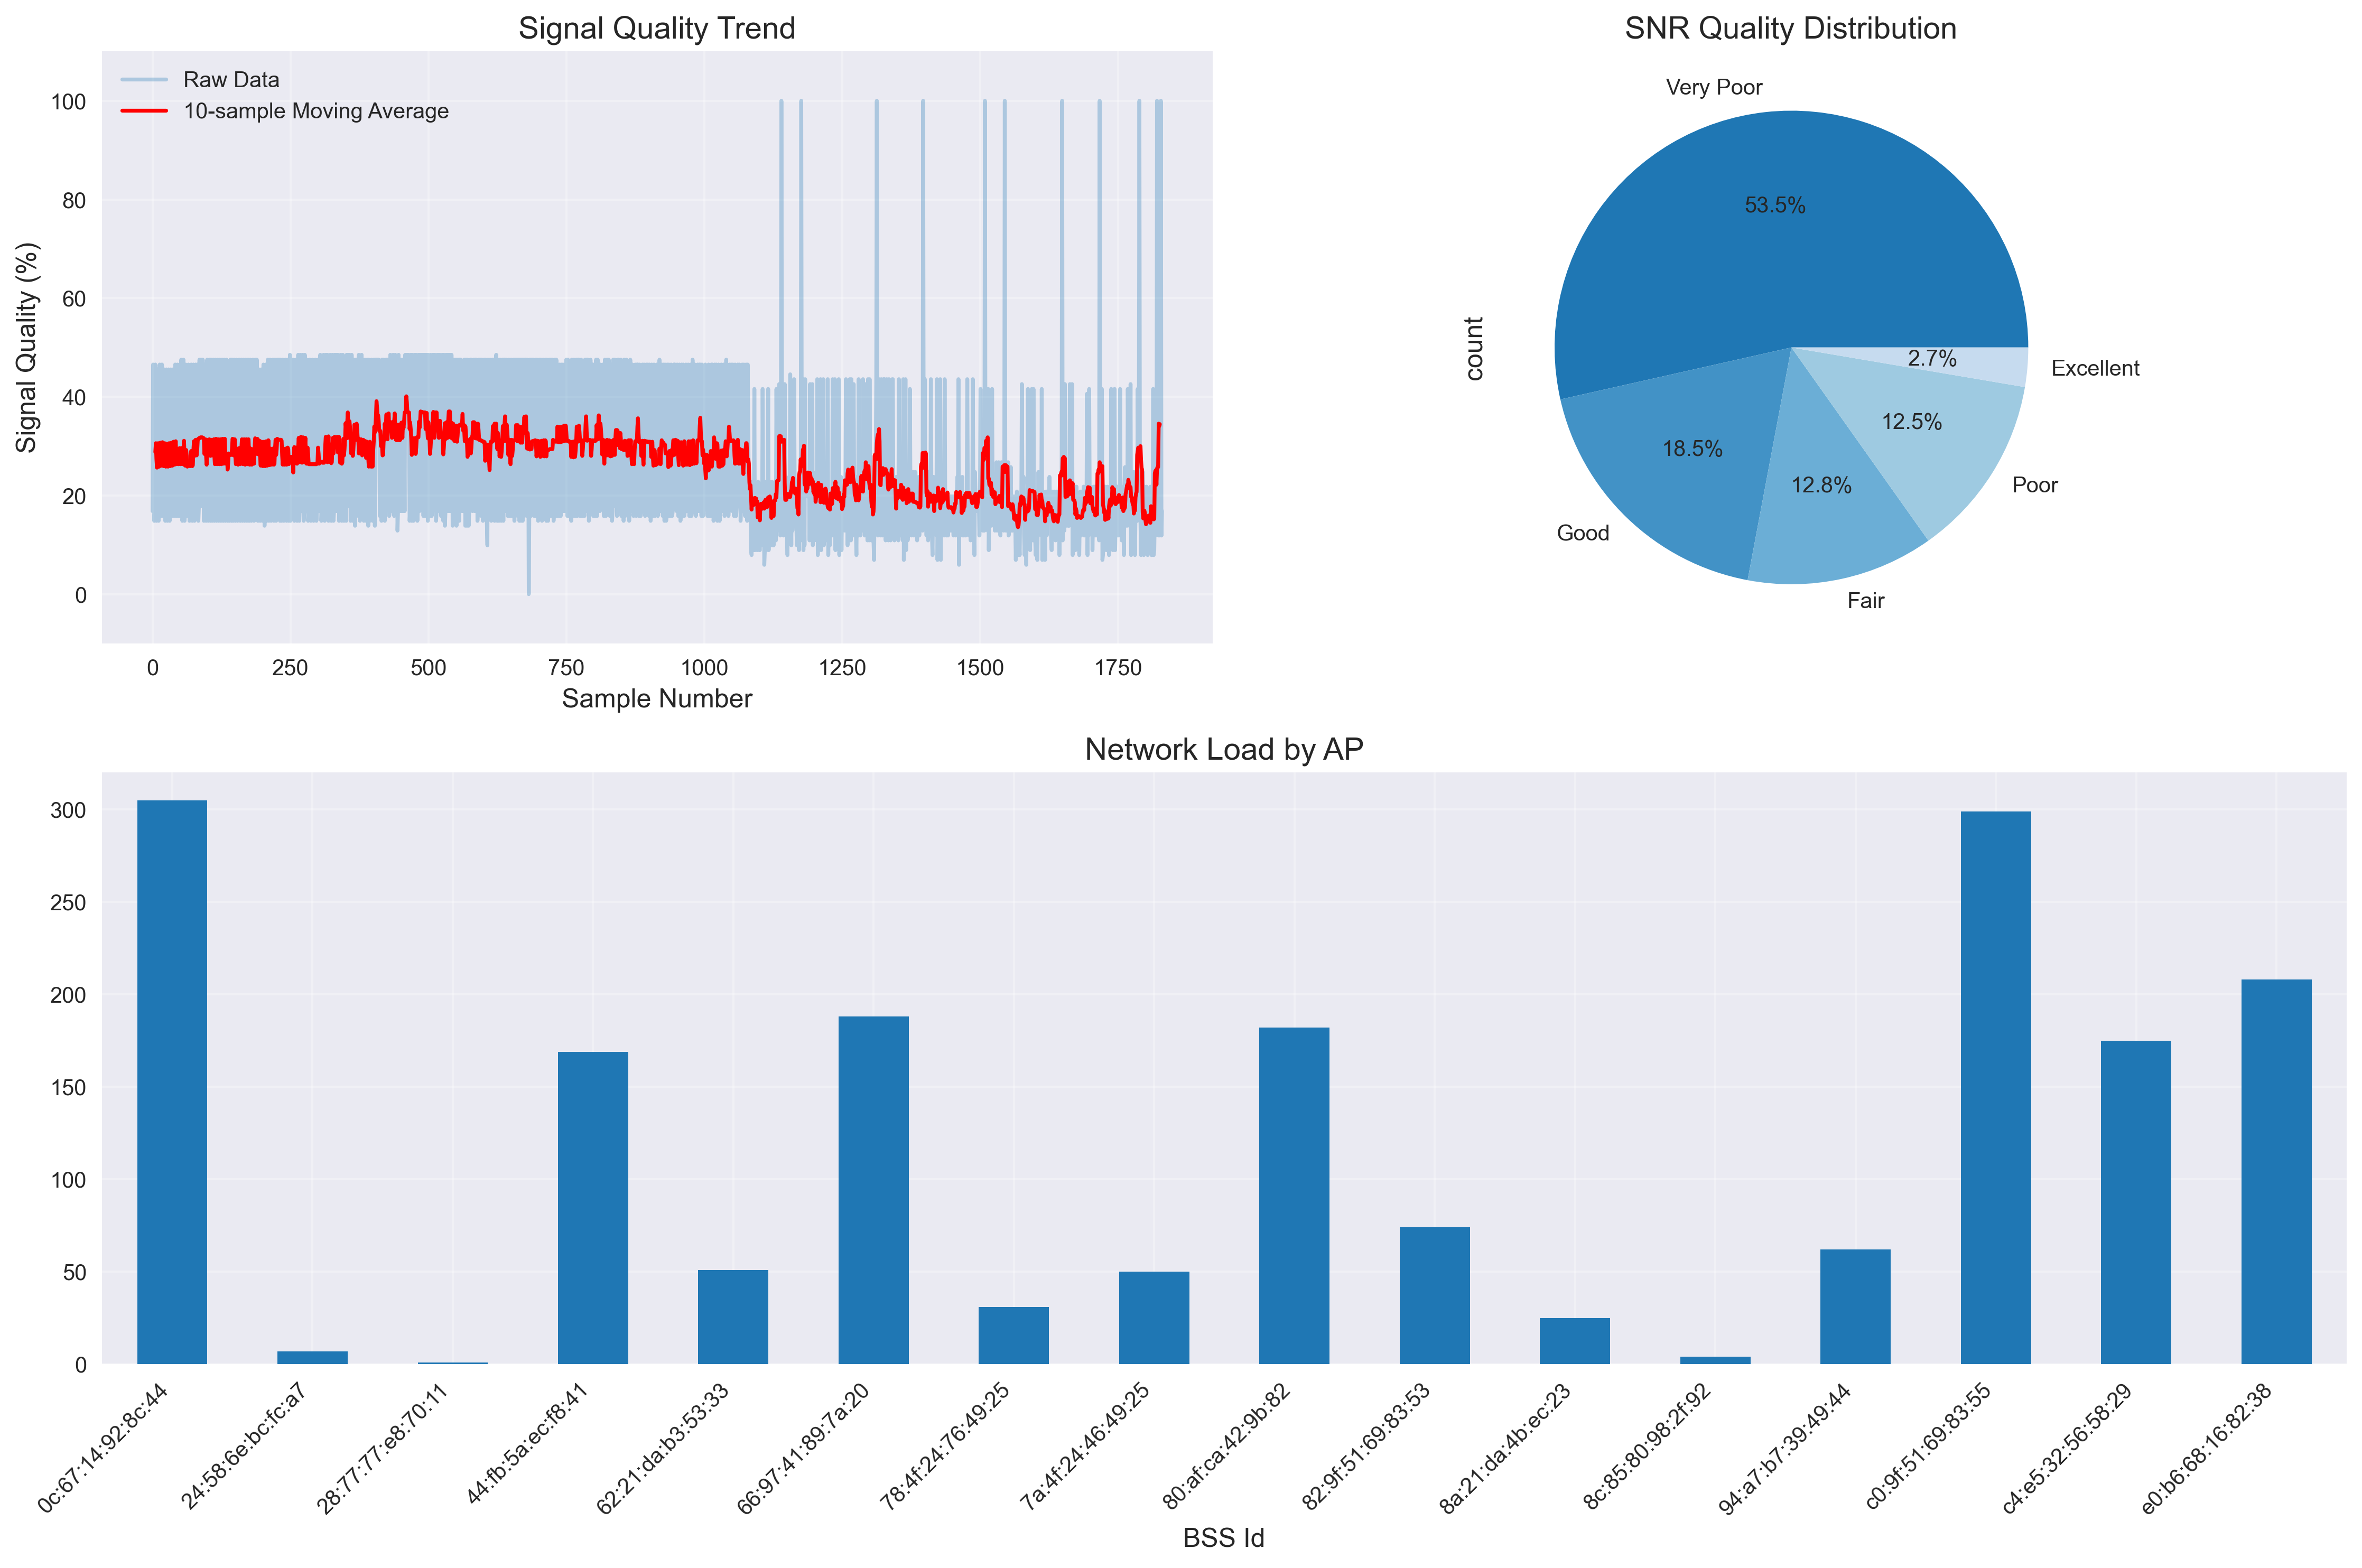 Signal Quality Trend
Raw Data
10-sample Moving Average
Signal Quality (%)
100
80
60
40
20
0
0 250 500 750 1000 1250 1500 1750
Sample Number
SNR Quality Distribution
count
Very Poor
53.5%
2.7%
Excellent
12.5%
Poor
18.5%
12.8%
Good
Fair
Network Load by AP
300
250
200
150
100
50
0
0c:67:14:92:8c:44
24:58:6e:bc:fc:a7
28:77:77:e8:70:11
44:fb:5a:ec:f8:41
62:21:da:b3:53:33
66:97:41:89:7a:20
78:4f:24:76:49:25
7a:4f:24:46:49:25
80:af:ca:42:9b:82
82:9f:51:69:83:53
8a:21:da:4b:ec:23
8c:85:80:98:2f:92
94:a7:b7:39:49:44
c0:9f:51:69:83:55
c4:e5:32:56:58:29
e0:b6:68:16:82:38
BSS Id